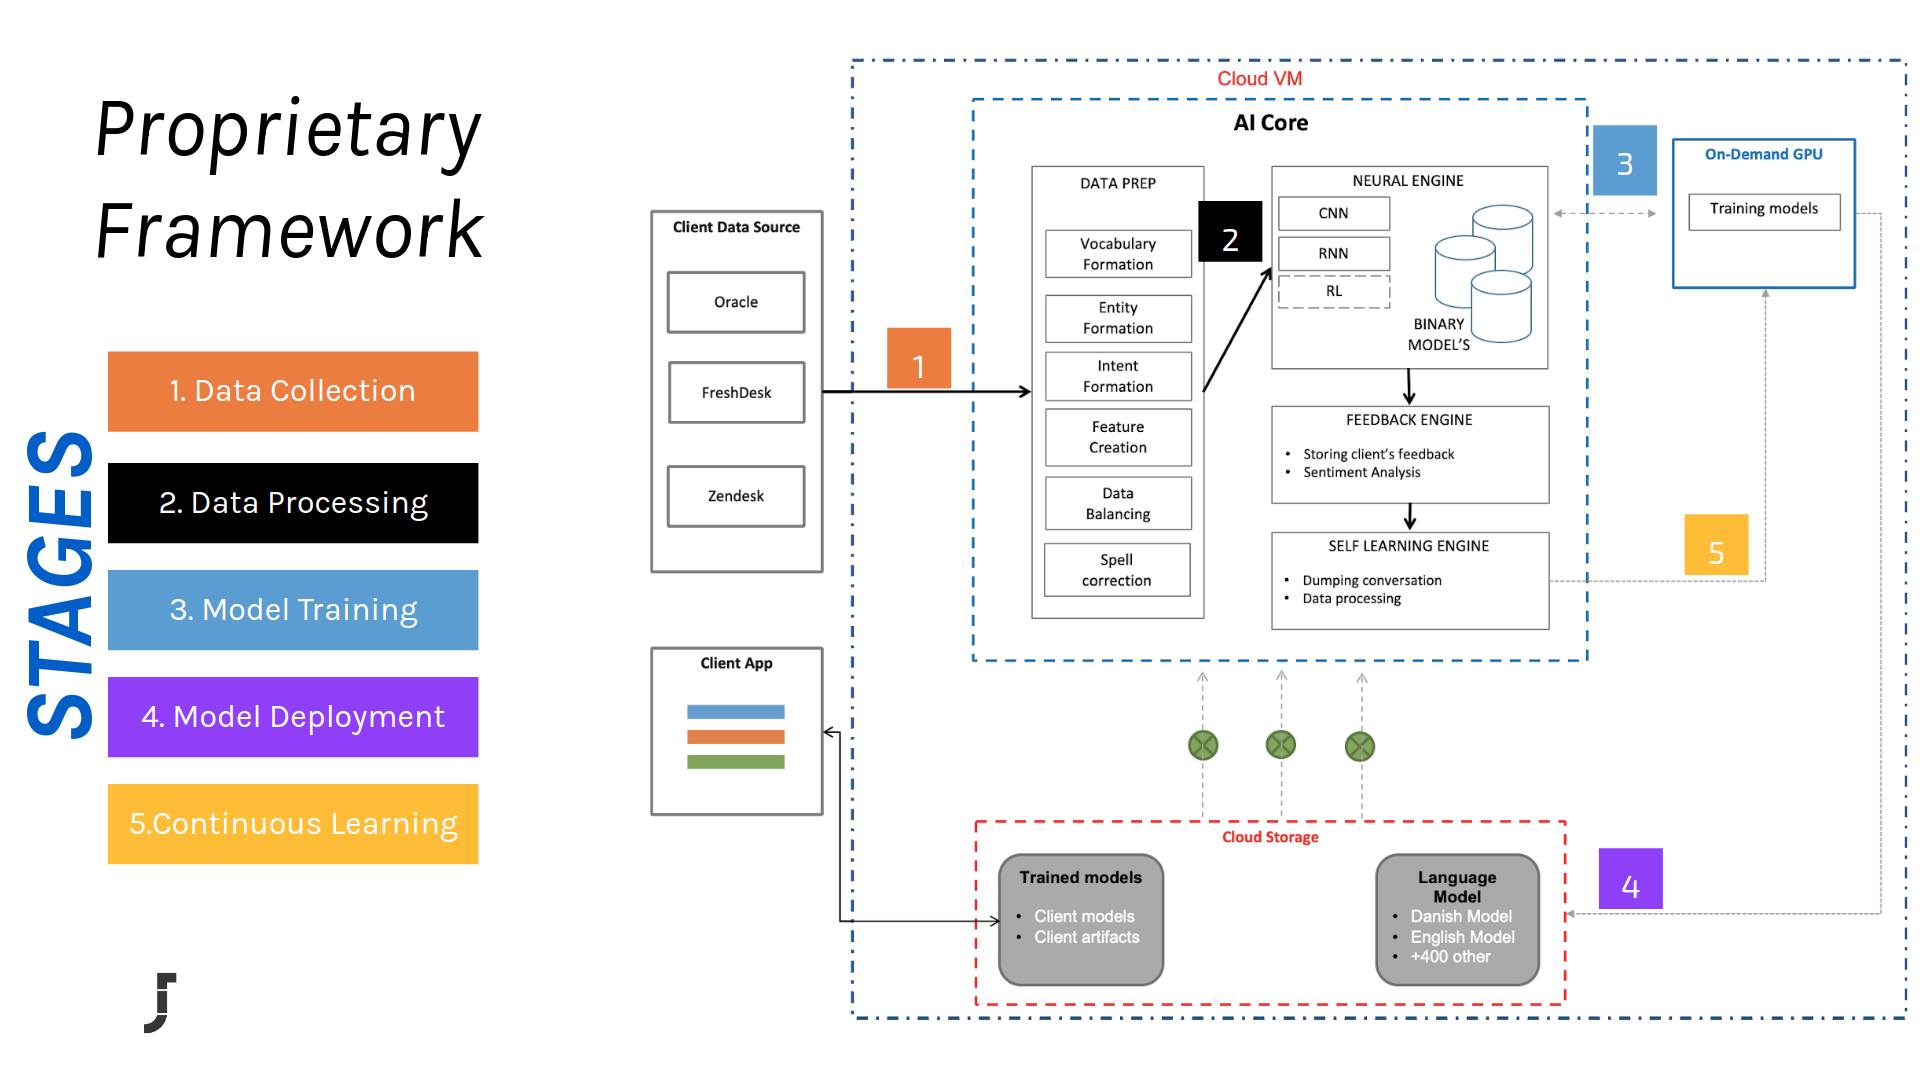 Proprietary
Framework
STAGES
1. Data Collection
2. Data Processing
3. Model Training
4. Model Deployment
5.Continuous Learning
Client Data Source
Oracle
FreshDesk
Zendesk
Client App
Cloud VM
AI Core
1
DATA PREP
Vocabulary
Formation
Entity
Formation
Intent
Formation
Feature
Creation
Data
Balancing
Spell
correction
2
NEURAL ENGINE
CNN
RNN
RL
BINARY
MODEL'S
FEEDBACK ENGINE
• Storing client's feedback
• Sentiment Analysis
SELF LEARNING ENGINE
• Dumping conversation
• Data processing
3
On-Demand GPU
Training models
5
Cloud Storage
Trained models
• Client models
• Client artifacts
Language
Model
• Danish Model
• English Model
• +400 other
4